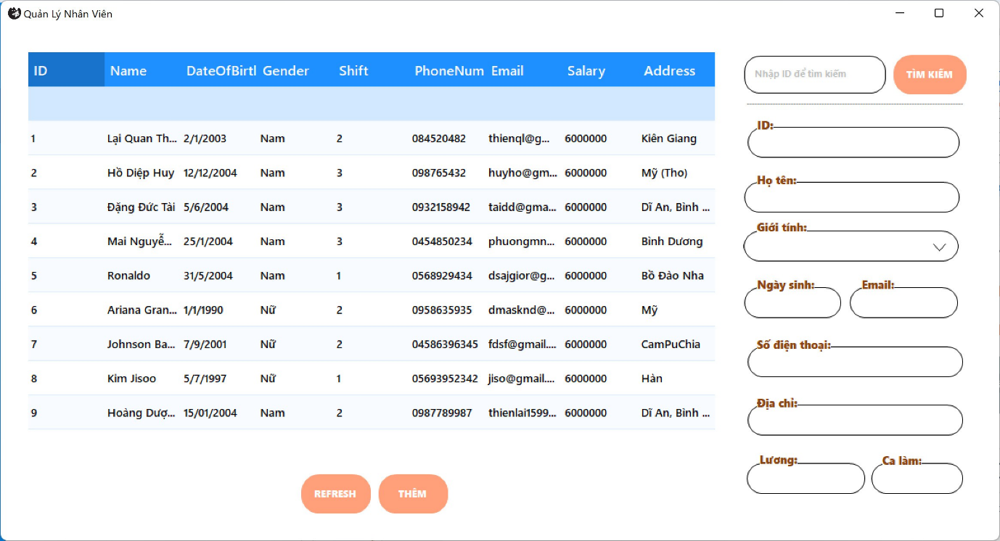 Quản Lý Nhân Viên
ID Name DateOfBirtl Gender Shift PhoneNum Email Salary Address
1 Lại Quan Th... 2/1/2003 Nam 2 084520482 thienql@g... 6000000 Kiên Giang
2 Hồ Diệp Huy 12/12/2004 Nam 3 098765432 huyho@gm... 6000000 Mỹ (Tho)
3 Đặng Đức Tài 5/6/2004 Nam 3 0932158942 taidd@gma... 6000000 Dĩ An, Bình ...
4 Mai Nguyễ... 25/1/2004 Nam 3 0454850234 phuongmn... 6000000 Bình Dương
5 Ronaldo 31/5/2004 Nam 1 0568929434 dsajgior@g... 6000000 Bồ Đào Nha
6 Ariana Gran... 1/1/1990 Nữ 2 0958635935 dmasknd@... 6000000 Mỹ
7 Johnson Ba... 7/9/2001 Nữ 2 04586396345 fdsf@gmail.... 6000000 CamPuChia
8 Kim Jisoo 5/7/1997 Nữ 1 05693952342 jiso@gmail.... 6000000 Hàn
9 Hoàng Dượ... 15/01/2004 Nam 2 0987789987 thienlai1599... 6000000 Dĩ An, Bình ...
REFRESH THÊM
Nhập ID để tìm kiếm TÌM KIẾM
ID:
Họ tên:
Giới tính:
Ngày sinh: Email:
Số điện thoại:
Địa chỉ:
Lương: Ca làm: